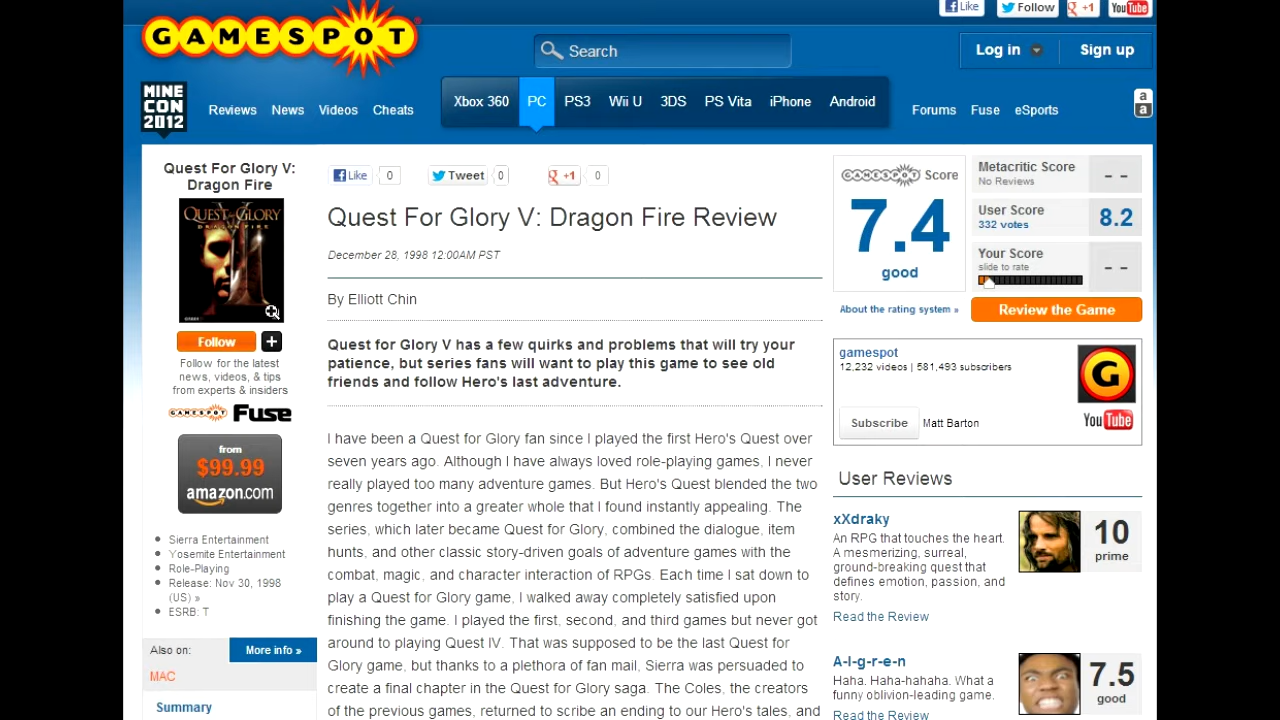 Like
Follow
+1
YouTube
GAMESPOT
Search
Log in
Sign up
MINE
CON
2012
Reviews
News
Videos
Cheats
Xbox 360
PC
PS3
Wii U
3DS
PS Vita
iPhone
Android
Forums
Fuse
eSports
a
a
Quest For Glory V:
Dragon Fire
QUEST FOR GLORY
DRAGON FIRE
Follow
+
Follow for the latest
news, videos, & tips
from experts & insiders
GAMESPOT FUSE
from
$99.99
amazon.com
Sierra Entertainment
Yosemite Entertainment
Role-Playing
Release: Nov 30, 1998
(US) »
ESRB: T
Also on:
More info »
MAC
Summary
Like 0
Tweet 0
+1 0
Quest For Glory V: Dragon Fire Review
December 28, 1998 12:00AM PST
By Elliott Chin
Quest for Glory V has a few quirks and problems that will try your
patience, but series fans will want to play this game to see old
friends and follow Hero's last adventure.
I have been a Quest for Glory fan since I played the first Hero's Quest over
seven years ago. Although I have always loved role-playing games, I never
really played too many adventure games. But Hero's Quest blended the two
genres together into a greater whole that I found instantly appealing. The
series, which later became Quest for Glory, combined the dialogue, item
hunts, and other classic story-driven goals of adventure games with the
combat, magic, and character interaction of RPGs. Each time I sat down to
play a Quest for Glory game, I walked away completely satisfied upon
finishing the game. I played the first, second, and third games but never got
around to playing Quest IV. That was supposed to be the last Quest for
Glory game, but thanks to a plethora of fan mail, Sierra was persuaded to
create a final chapter in the Quest for Glory saga. The Coles, the creators
of the previous games, returned to scribe an ending to our Hero's tales, and
GAMESPOT Score
7.4
good
About the rating system »
Metacritic Score
No Reviews
- -
User Score
332 votes
8.2
Your Score
slide to rate
- -
Review the Game
gamespot
12,232 videos | 581,493 subscribers
G
Subscribe
Matt Barton
YouTube
User Reviews
xXdraky
An RPG that touches the heart.
A mesmerizing, surreal,
ground-breaking quest that
defines emotion, passion, and
story.
Read the Review
10
prime
A-l-g-r-e-n
Haha. Haha-hahaha. What a
funny oblivion-leading game.
Read the Review
7.5
good